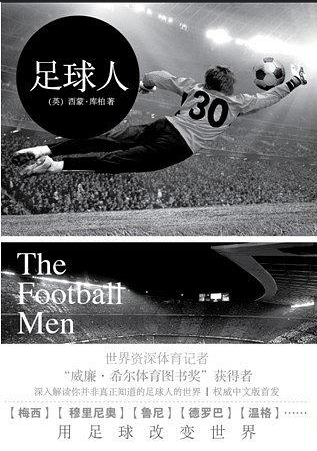 足球人
(英) 西蒙·库柏 著
30
The
Football
Men
世界资深体育记者
“威廉·希尔体育图书奖”获得者
深入解读你并非真正知道的足球人的世界 | 权威中文版首发
【梅西】【穆里尼奥】【鲁尼】【德罗巴】【温格】……
用足球改变世界